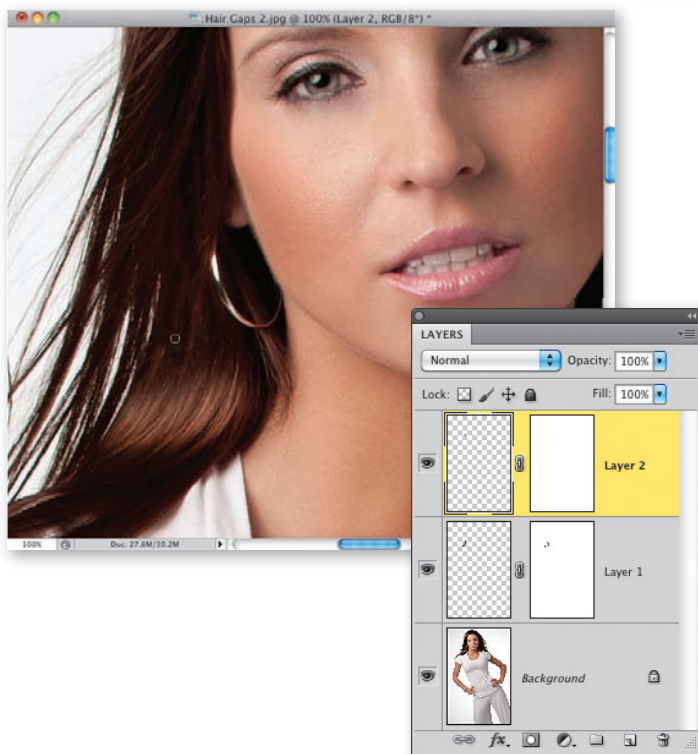 Hair Gaps 2.jpg @ 100% (Layer 2, RGB/8*) *
100% Doc: 27.6M/30.2M
LAYERS
Normal Opacity: 100%
Lock: Fill: 100%
Layer 2
Layer 1
Background
fx.